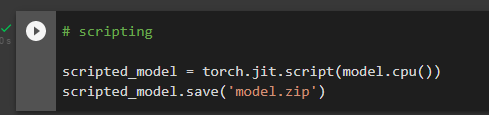 # scripting
scripted_model = torch.jit.script(model.cpu())
scripted_model.save('model.zip')